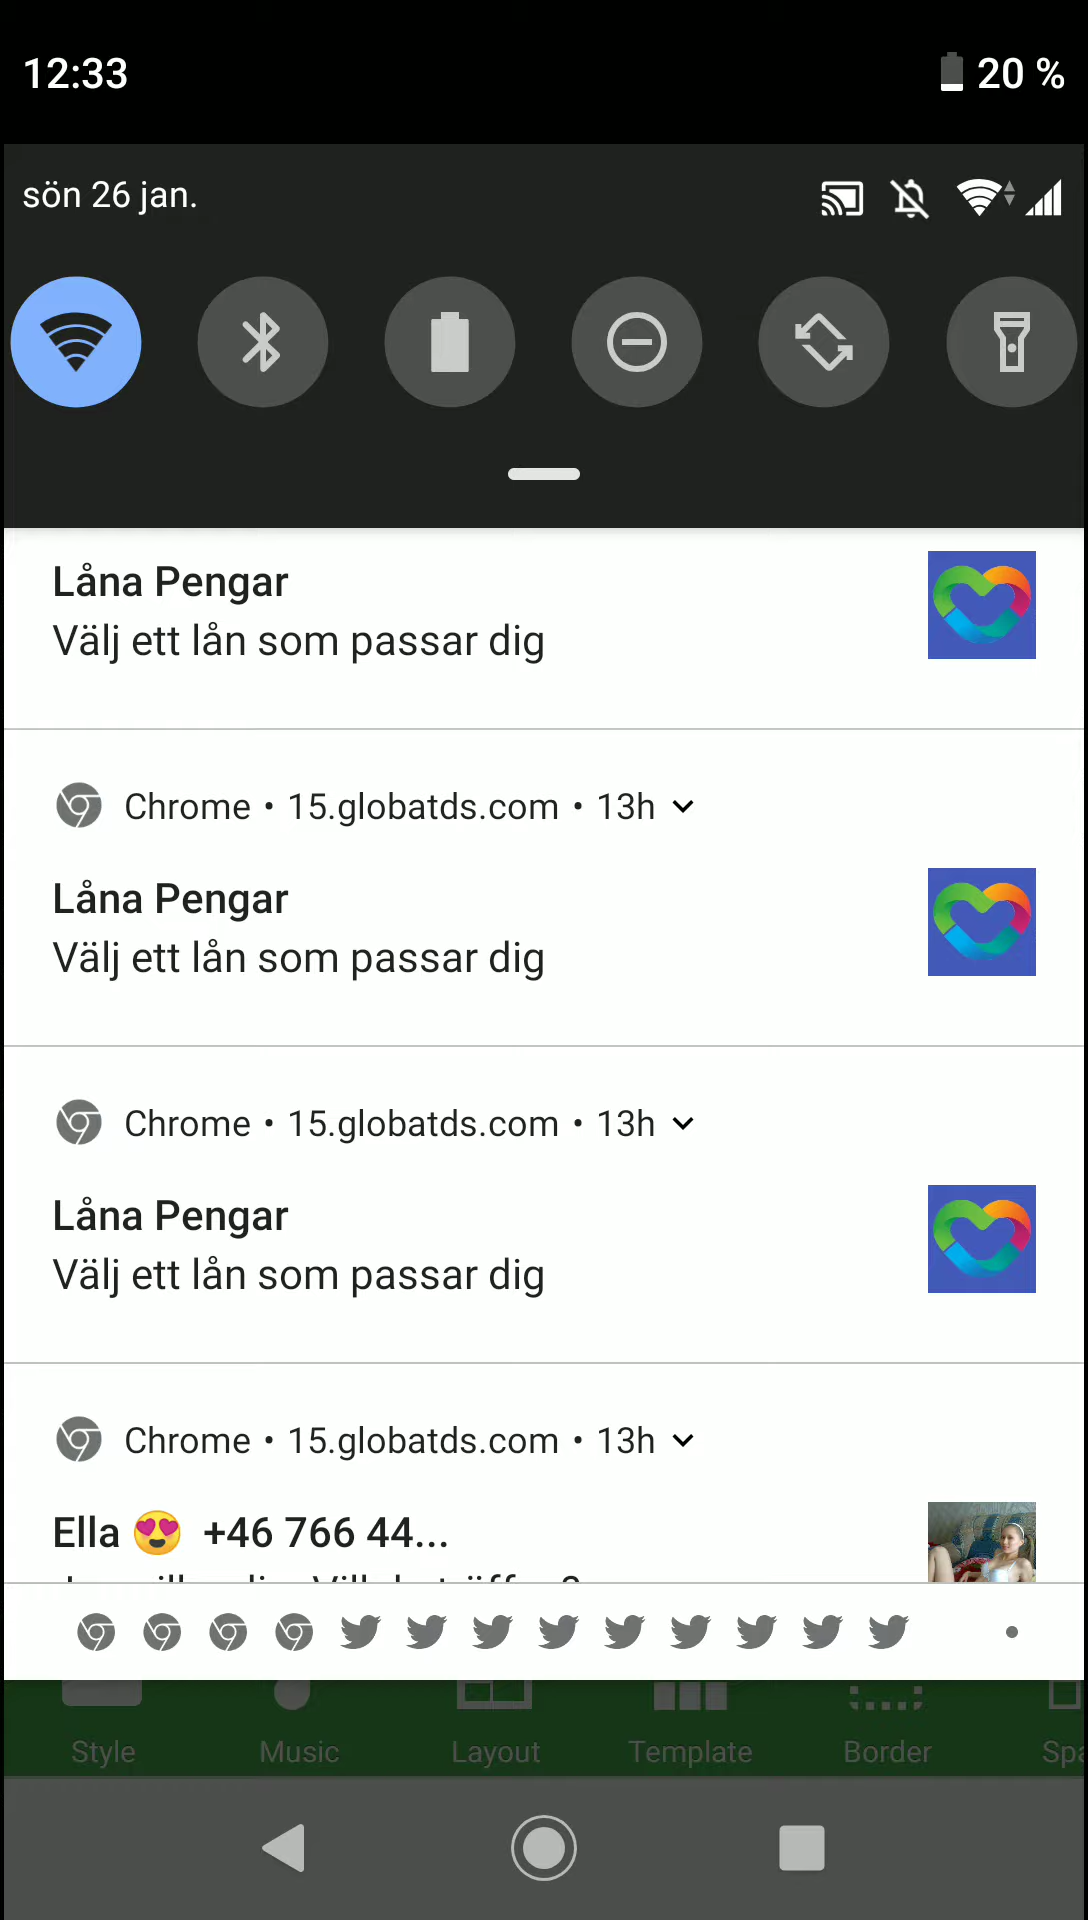 12:33
20 %
sön 26 jan.
Låna Pengar
Välj ett lån som passar dig
Chrome • 15.globatds.com • 13h
Låna Pengar
Välj ett lån som passar dig
Chrome • 15.globatds.com • 13h
Låna Pengar
Välj ett lån som passar dig
Chrome • 15.globatds.com • 13h
Ella 😍 +46 766 44...
Style Music Layout Template Border